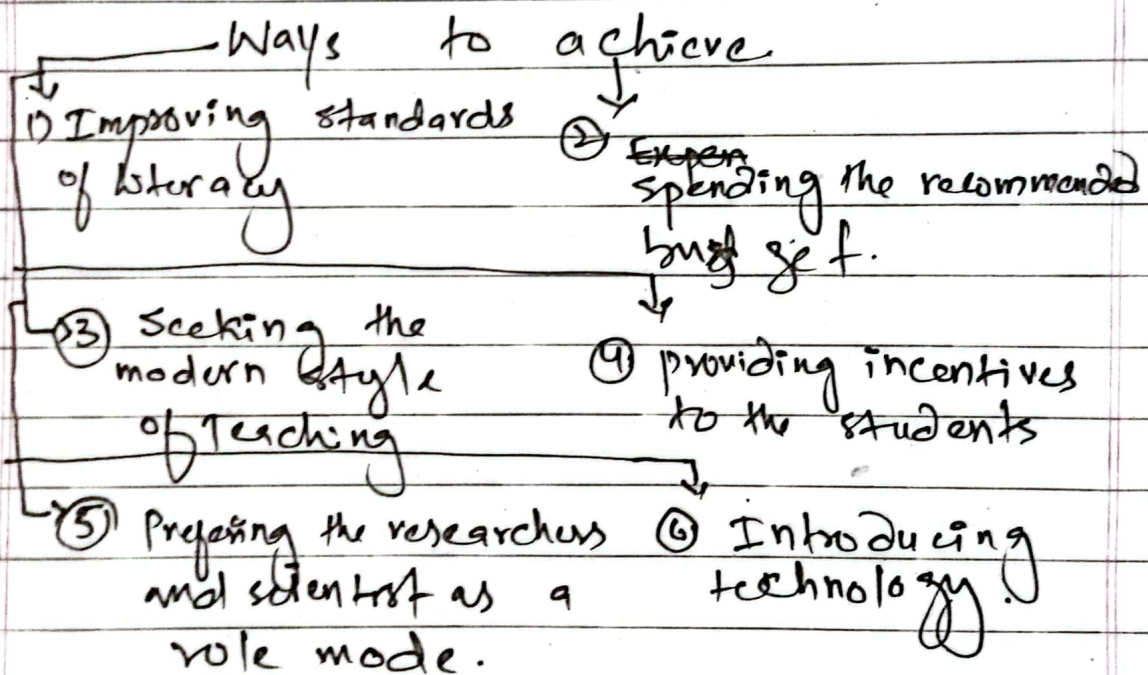 Ways to achieve
1) Improving standards
of literacy
② Expen
spending the recommended
budget.
③ Seeking the
modern style
of Teaching
④ providing incentives
to the students
⑤ Prefering the researchers
and scientist as a
role mode.
⑥ Introducing
technology.